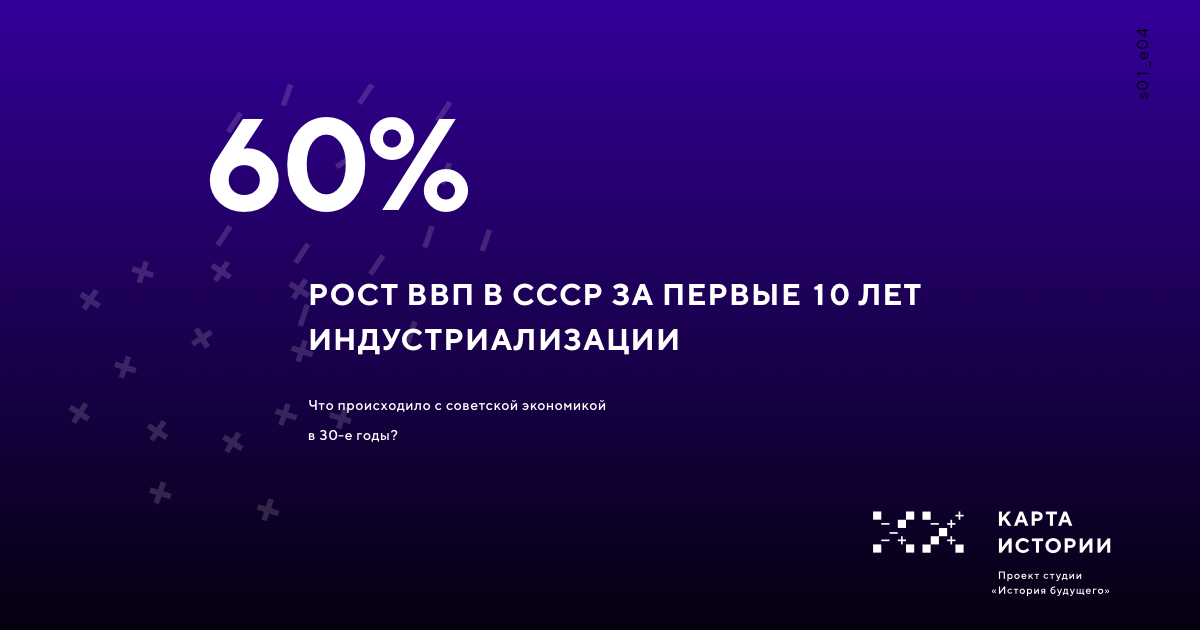 s01_e04
60%
РОСТ ВВП В СССР ЗА ПЕРВЫЕ 10 ЛЕТ
ИНДУСТРИАЛИЗАЦИИ
Что происходило с советской экономикой
в 30-е годы?
КАРТА
ИСТОРИИ
Проект студии
«История будущего»